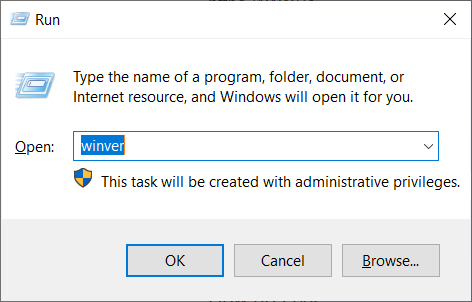 Run
Type the name of a program, folder, document, or
Internet resource, and Windows will open it for you.
Open: winver
This task will be created with administrative privileges.
OK Cancel Browse...